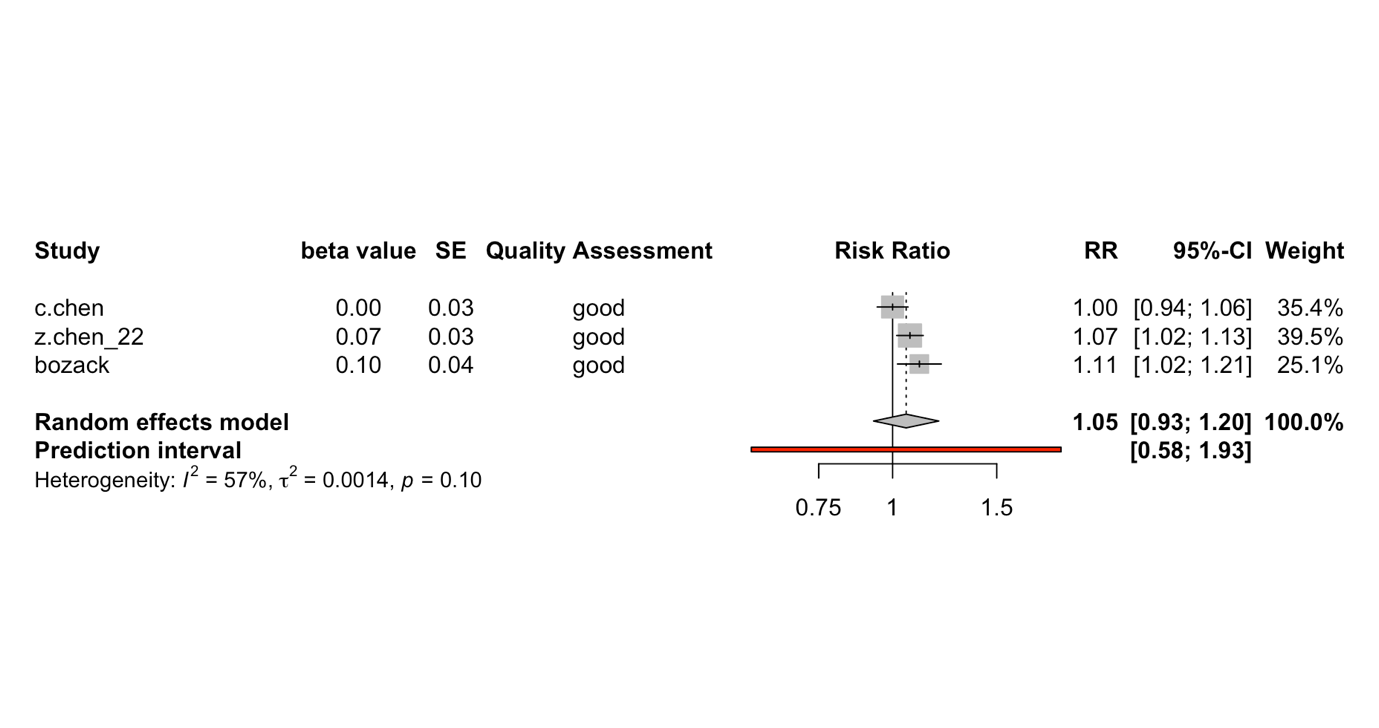 Study beta value SE Quality Assessment Risk Ratio RR 95%-CI Weight
c.chen 0.00 0.03 good 1.00 [0.94; 1.06] 35.4%
z.chen_22 0.07 0.03 good 1.07 [1.02; 1.13] 39.5%
bozack 0.10 0.04 good 1.11 [1.02; 1.21] 25.1%
Random effects model 1.05 [0.93; 1.20] 100.0%
Prediction interval [0.58; 1.93]
Heterogeneity: I² = 57%, τ² = 0.0014, p = 0.10
0.75 1 1.5